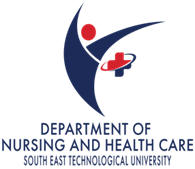 DEPARTMENT OF
NURSING AND HEALTH CARE
SOUTH EAST TECHNOLOGICAL UNIVERSITY